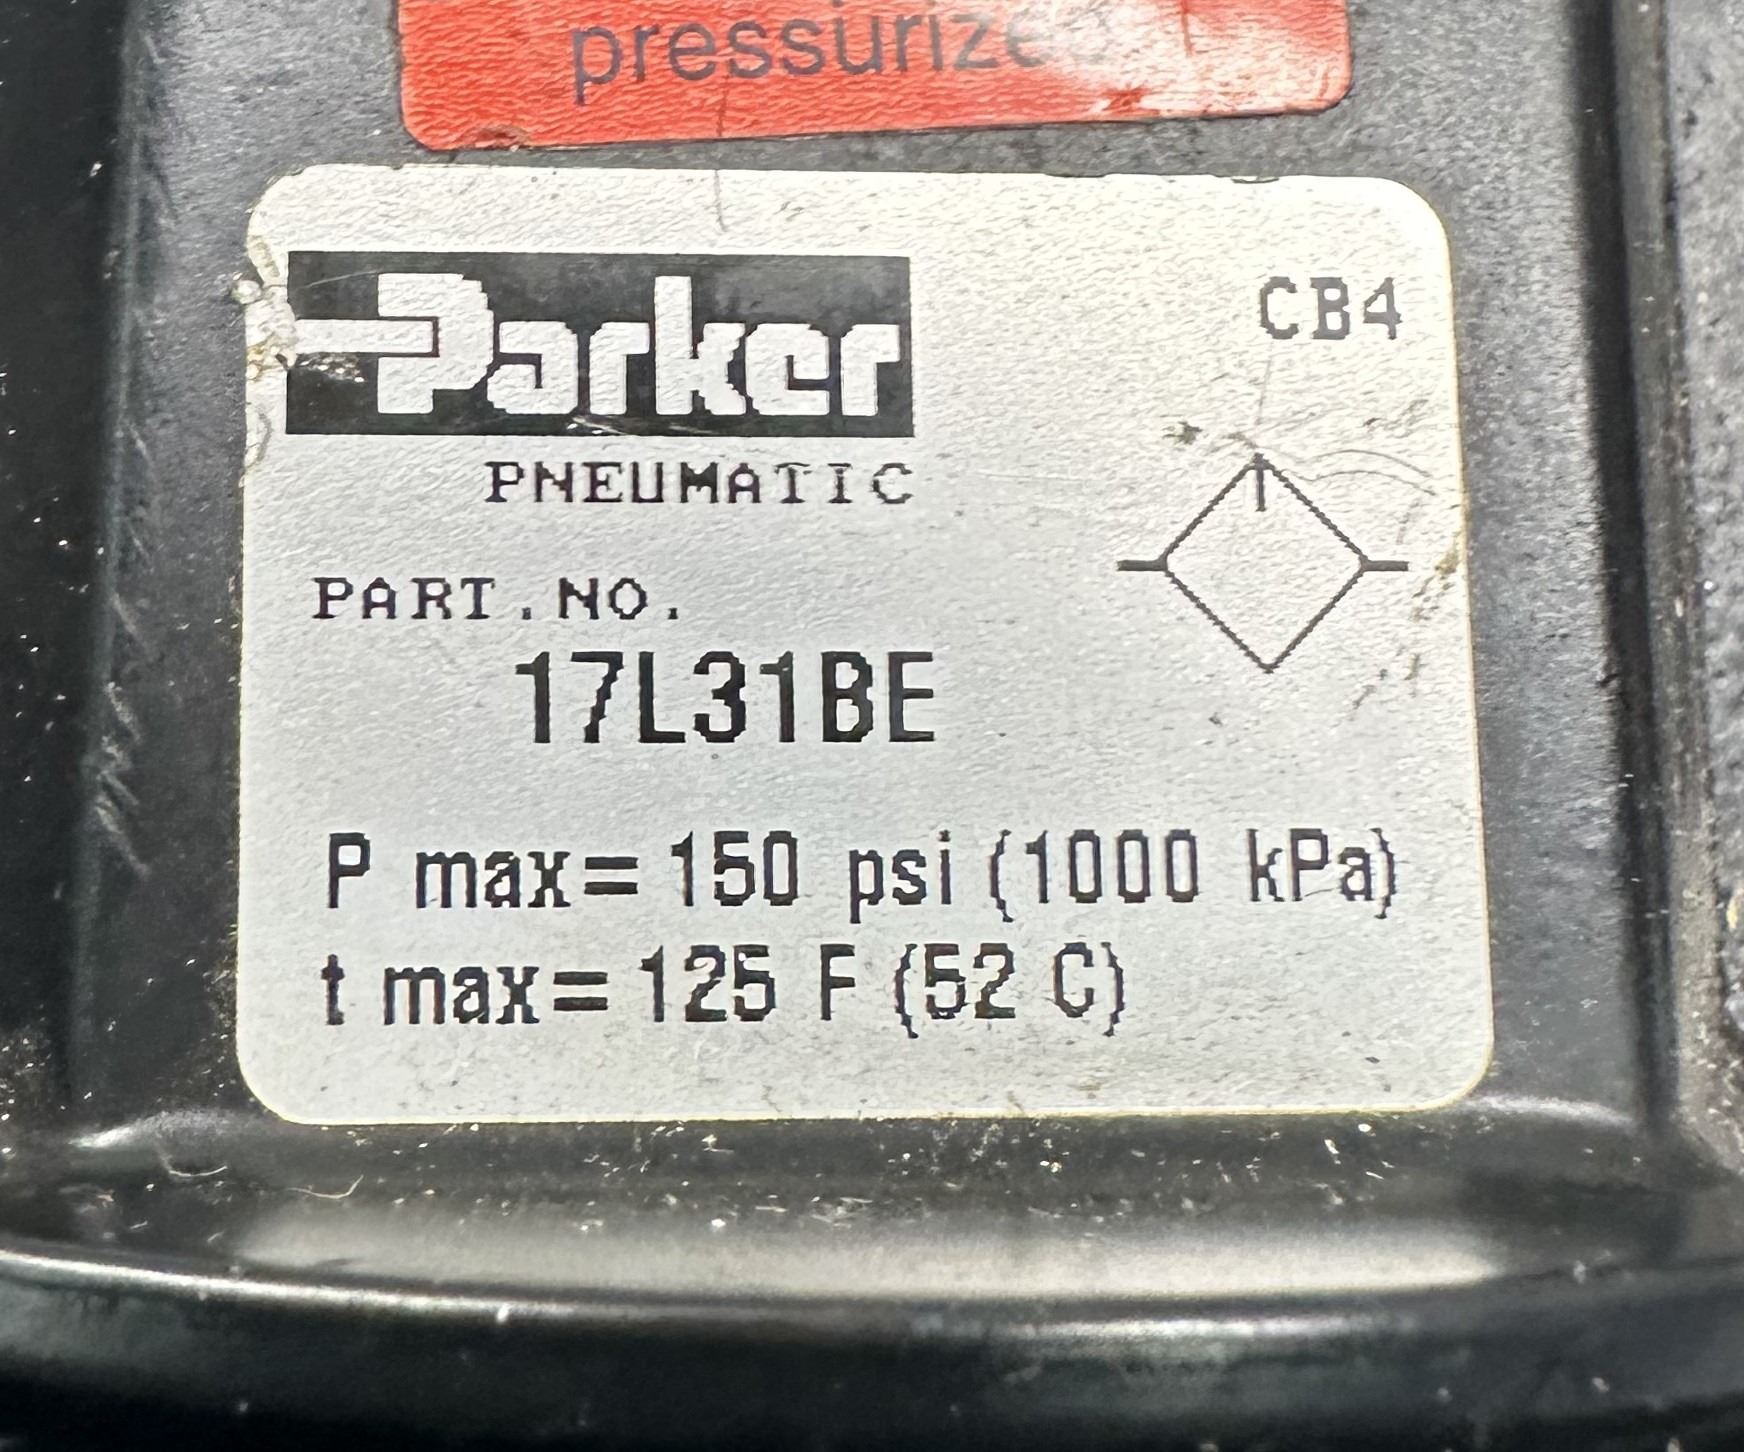 pressurized
Parker
CB4
PNEUMATIC
PART.NO.
17L31BE
P max= 150 psi (1000 kPa)
t max= 125 F (52 C)